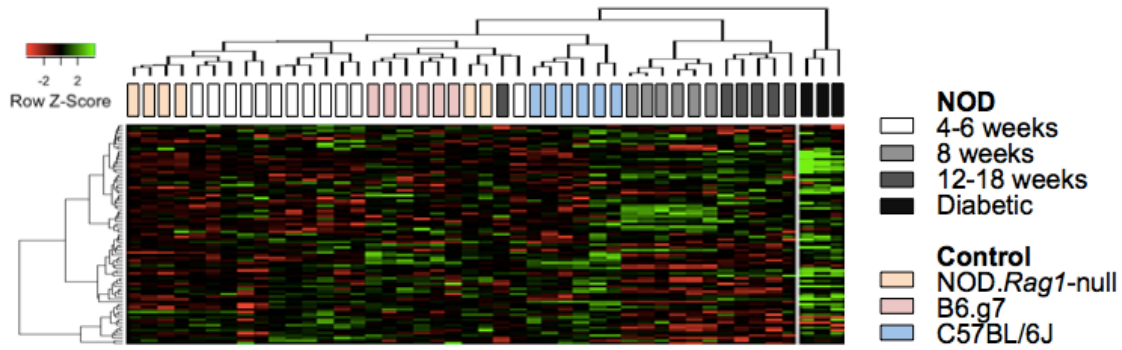 -2 2
Row Z-Score
NOD
4-6 weeks
8 weeks
12-18 weeks
Diabetic
Control
NOD.Rag1-null
B6.g7
C57BL/6J